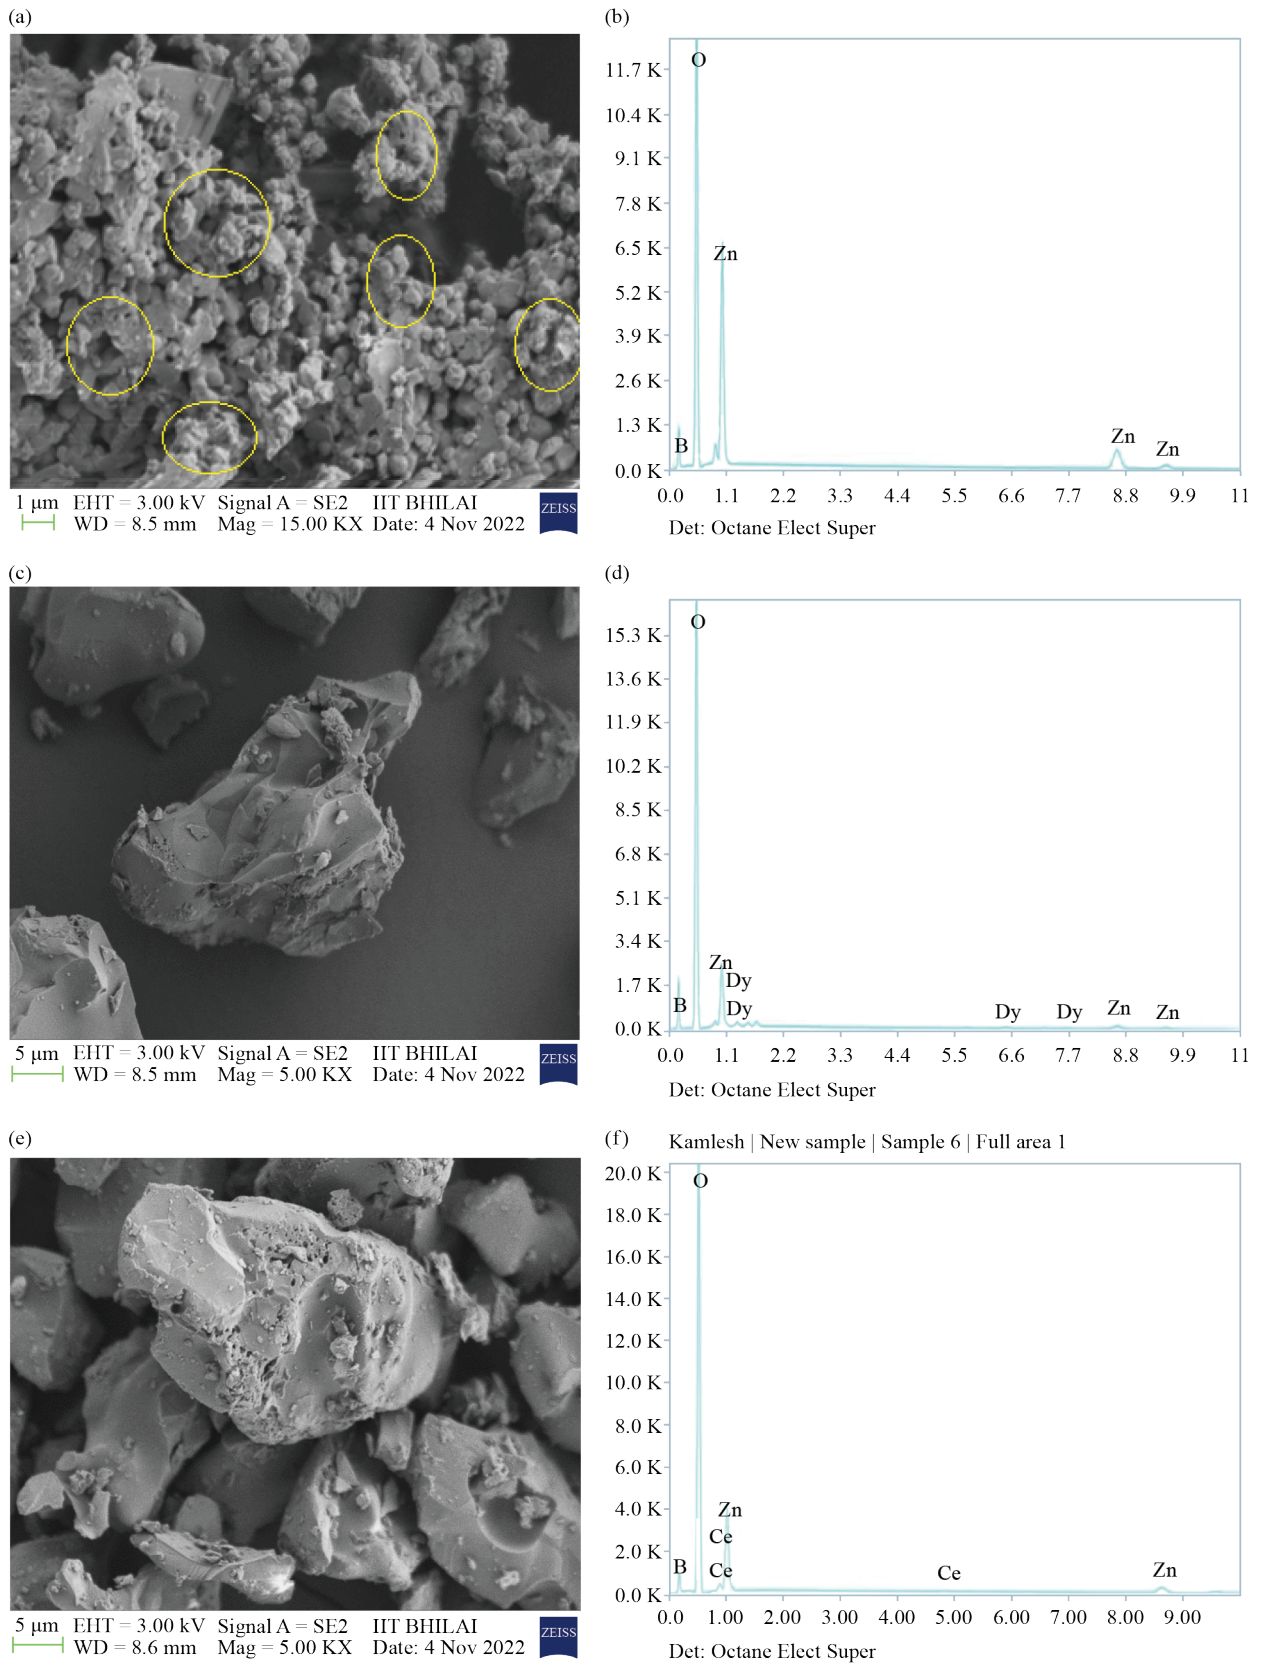 (a)
1 μm EHT = 3.00 kV Signal A = SE2 IIT BHILAI
WD = 8.5 mm Mag = 15.00 KX Date: 4 Nov 2022
ZEISS
(b)
11.7 K
10.4 K
9.1 K
7.8 K
6.5 K
5.2 K
3.9 K
2.6 K
1.3 K
0.0 K
O
Zn
B
Zn
Zn
0.0 1.1 2.2 3.3 4.4 5.5 6.6 7.7 8.8 9.9 11
Det: Octane Elect Super
(c)
5 μm EHT = 3.00 kV Signal A = SE2 IIT BHILAI
WD = 8.5 mm Mag = 5.00 KX Date: 4 Nov 2022
ZEISS
(d)
15.3 K
13.6 K
11.9 K
10.2 K
8.5 K
6.8 K
5.1 K
3.4 K
1.7 K
0.0 K
O
Zn
Dy
B
Dy
Dy
Dy
Zn
Zn
0.0 1.1 2.2 3.3 4.4 5.5 6.6 7.7 8.8 9.9 11
Det: Octane Elect Super
(e)
5 μm EHT = 3.00 kV Signal A = SE2 IIT BHILAI
WD = 8.6 mm Mag = 5.00 KX Date: 4 Nov 2022
ZEISS
(f)
Kamlesh | New sample | Sample 6 | Full area 1
20.0 K
18.0 K
16.0 K
14.0 K
12.0 K
10.0 K
8.0 K
6.0 K
4.0 K
2.0 K
0.0 K
O
Zn
Ce
B
Ce
Ce
Zn
0.0 1.00 2.00 3.00 4.00 5.00 6.00 7.00 8.00 9.00
Det: Octane Elect Super